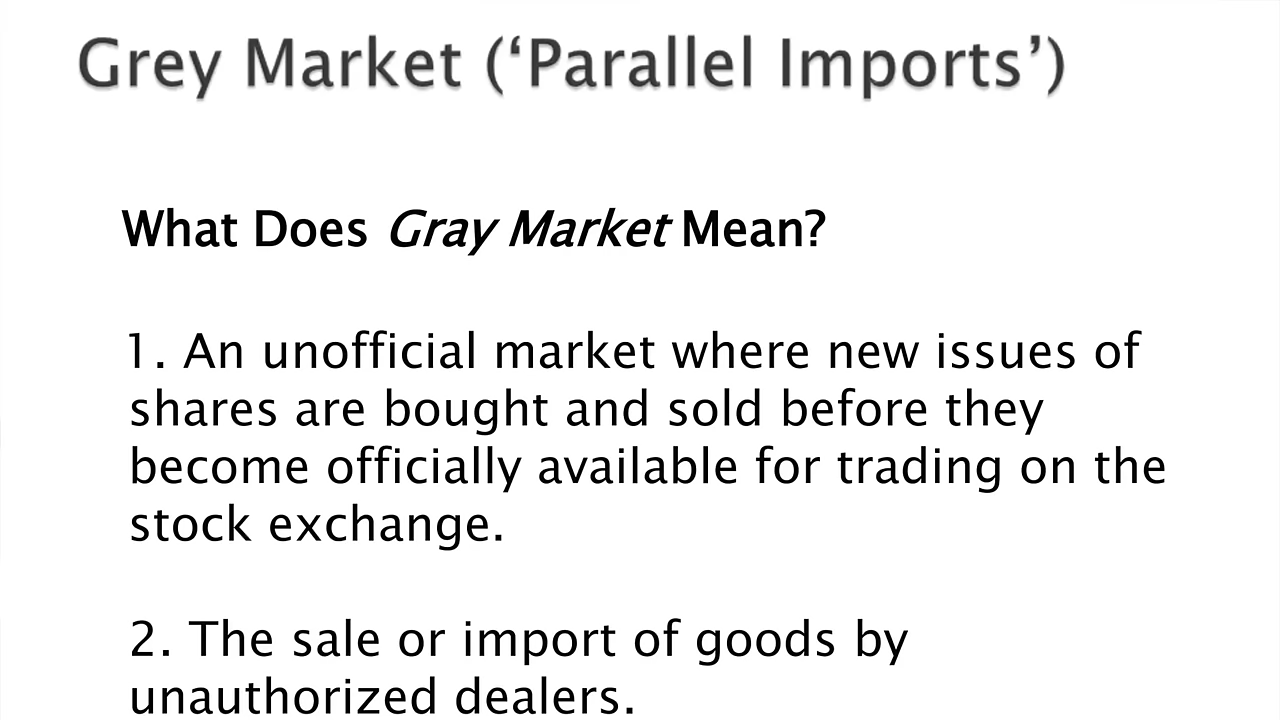 Grey Market (‘Parallel Imports’)
What Does Gray Market Mean?
1. An unofficial market where new issues of
shares are bought and sold before they
become officially available for trading on the
stock exchange.
2. The sale or import of goods by
unauthorized dealers.